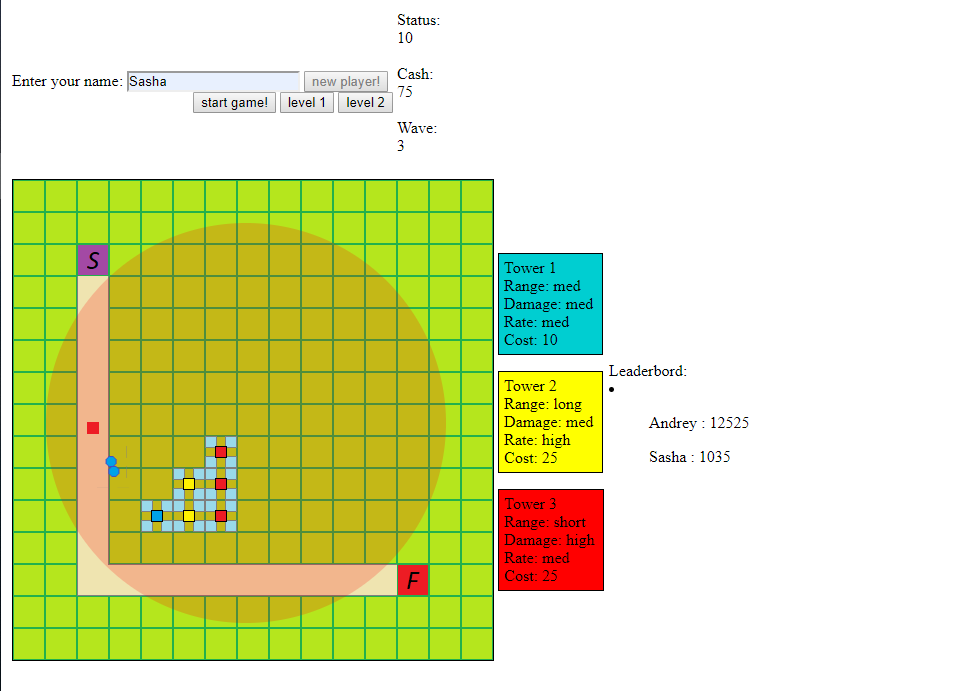 Status:
10
Cash:
75
Wave:
3
Enter your name: Sasha new player!
start game! level 1 level 2
S
F
Tower 1
Range: med
Damage: med
Rate: med
Cost: 10
Tower 2
Range: long
Damage: med
Rate: high
Cost: 25
Tower 3
Range: short
Damage: high
Rate: med
Cost: 25
Leaderbord:
Andrey : 12525
Sasha : 1035